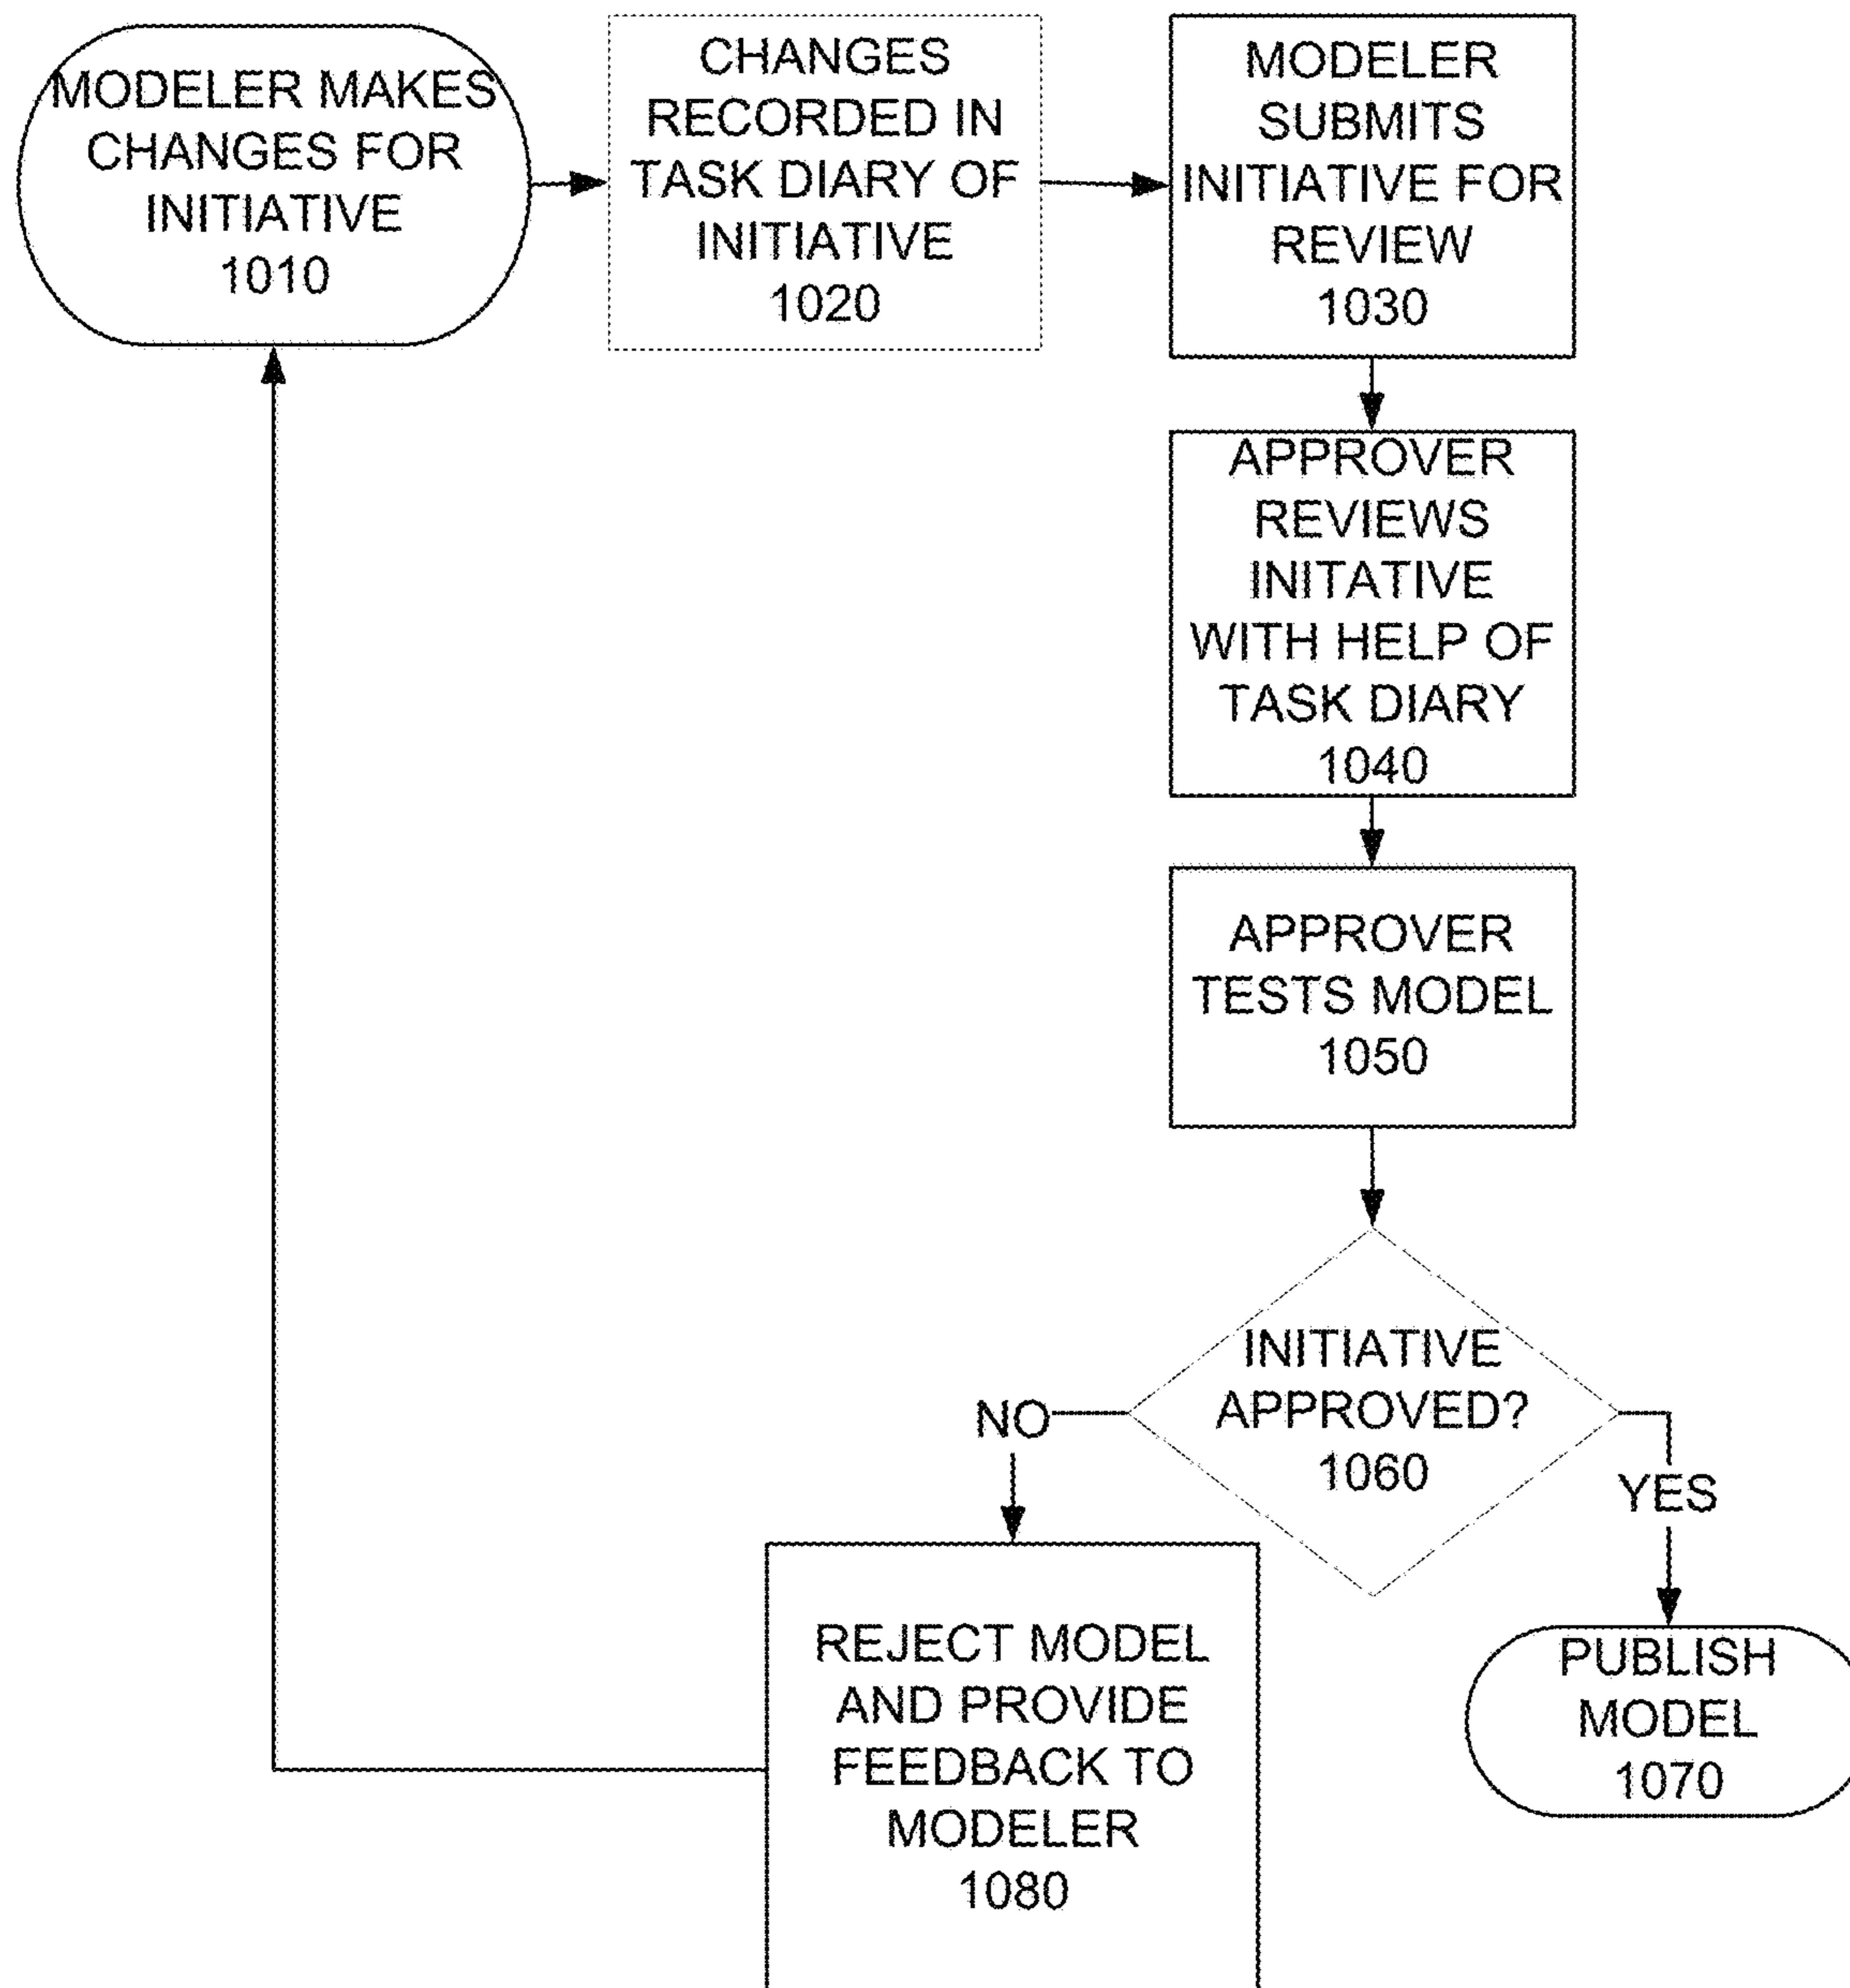 MODELER MAKES
CHANGES FOR
INITIATIVE
1010
CHANGES
RECORDED IN
TASK DIARY OF
INITIATIVE
1020
MODELER
SUBMITS
INITIATIVE FOR
REVIEW
1030
APPROVER
REVIEWS
INITATIVE
WITH HELP OF
TASK DIARY
1040
APPROVER
TESTS MODEL
1050
INITIATIVE
APPROVED?
1060
NO
YES
REJECT MODEL
AND PROVIDE
FEEDBACK TO
MODELER
1080
PUBLISH
MODEL
1070